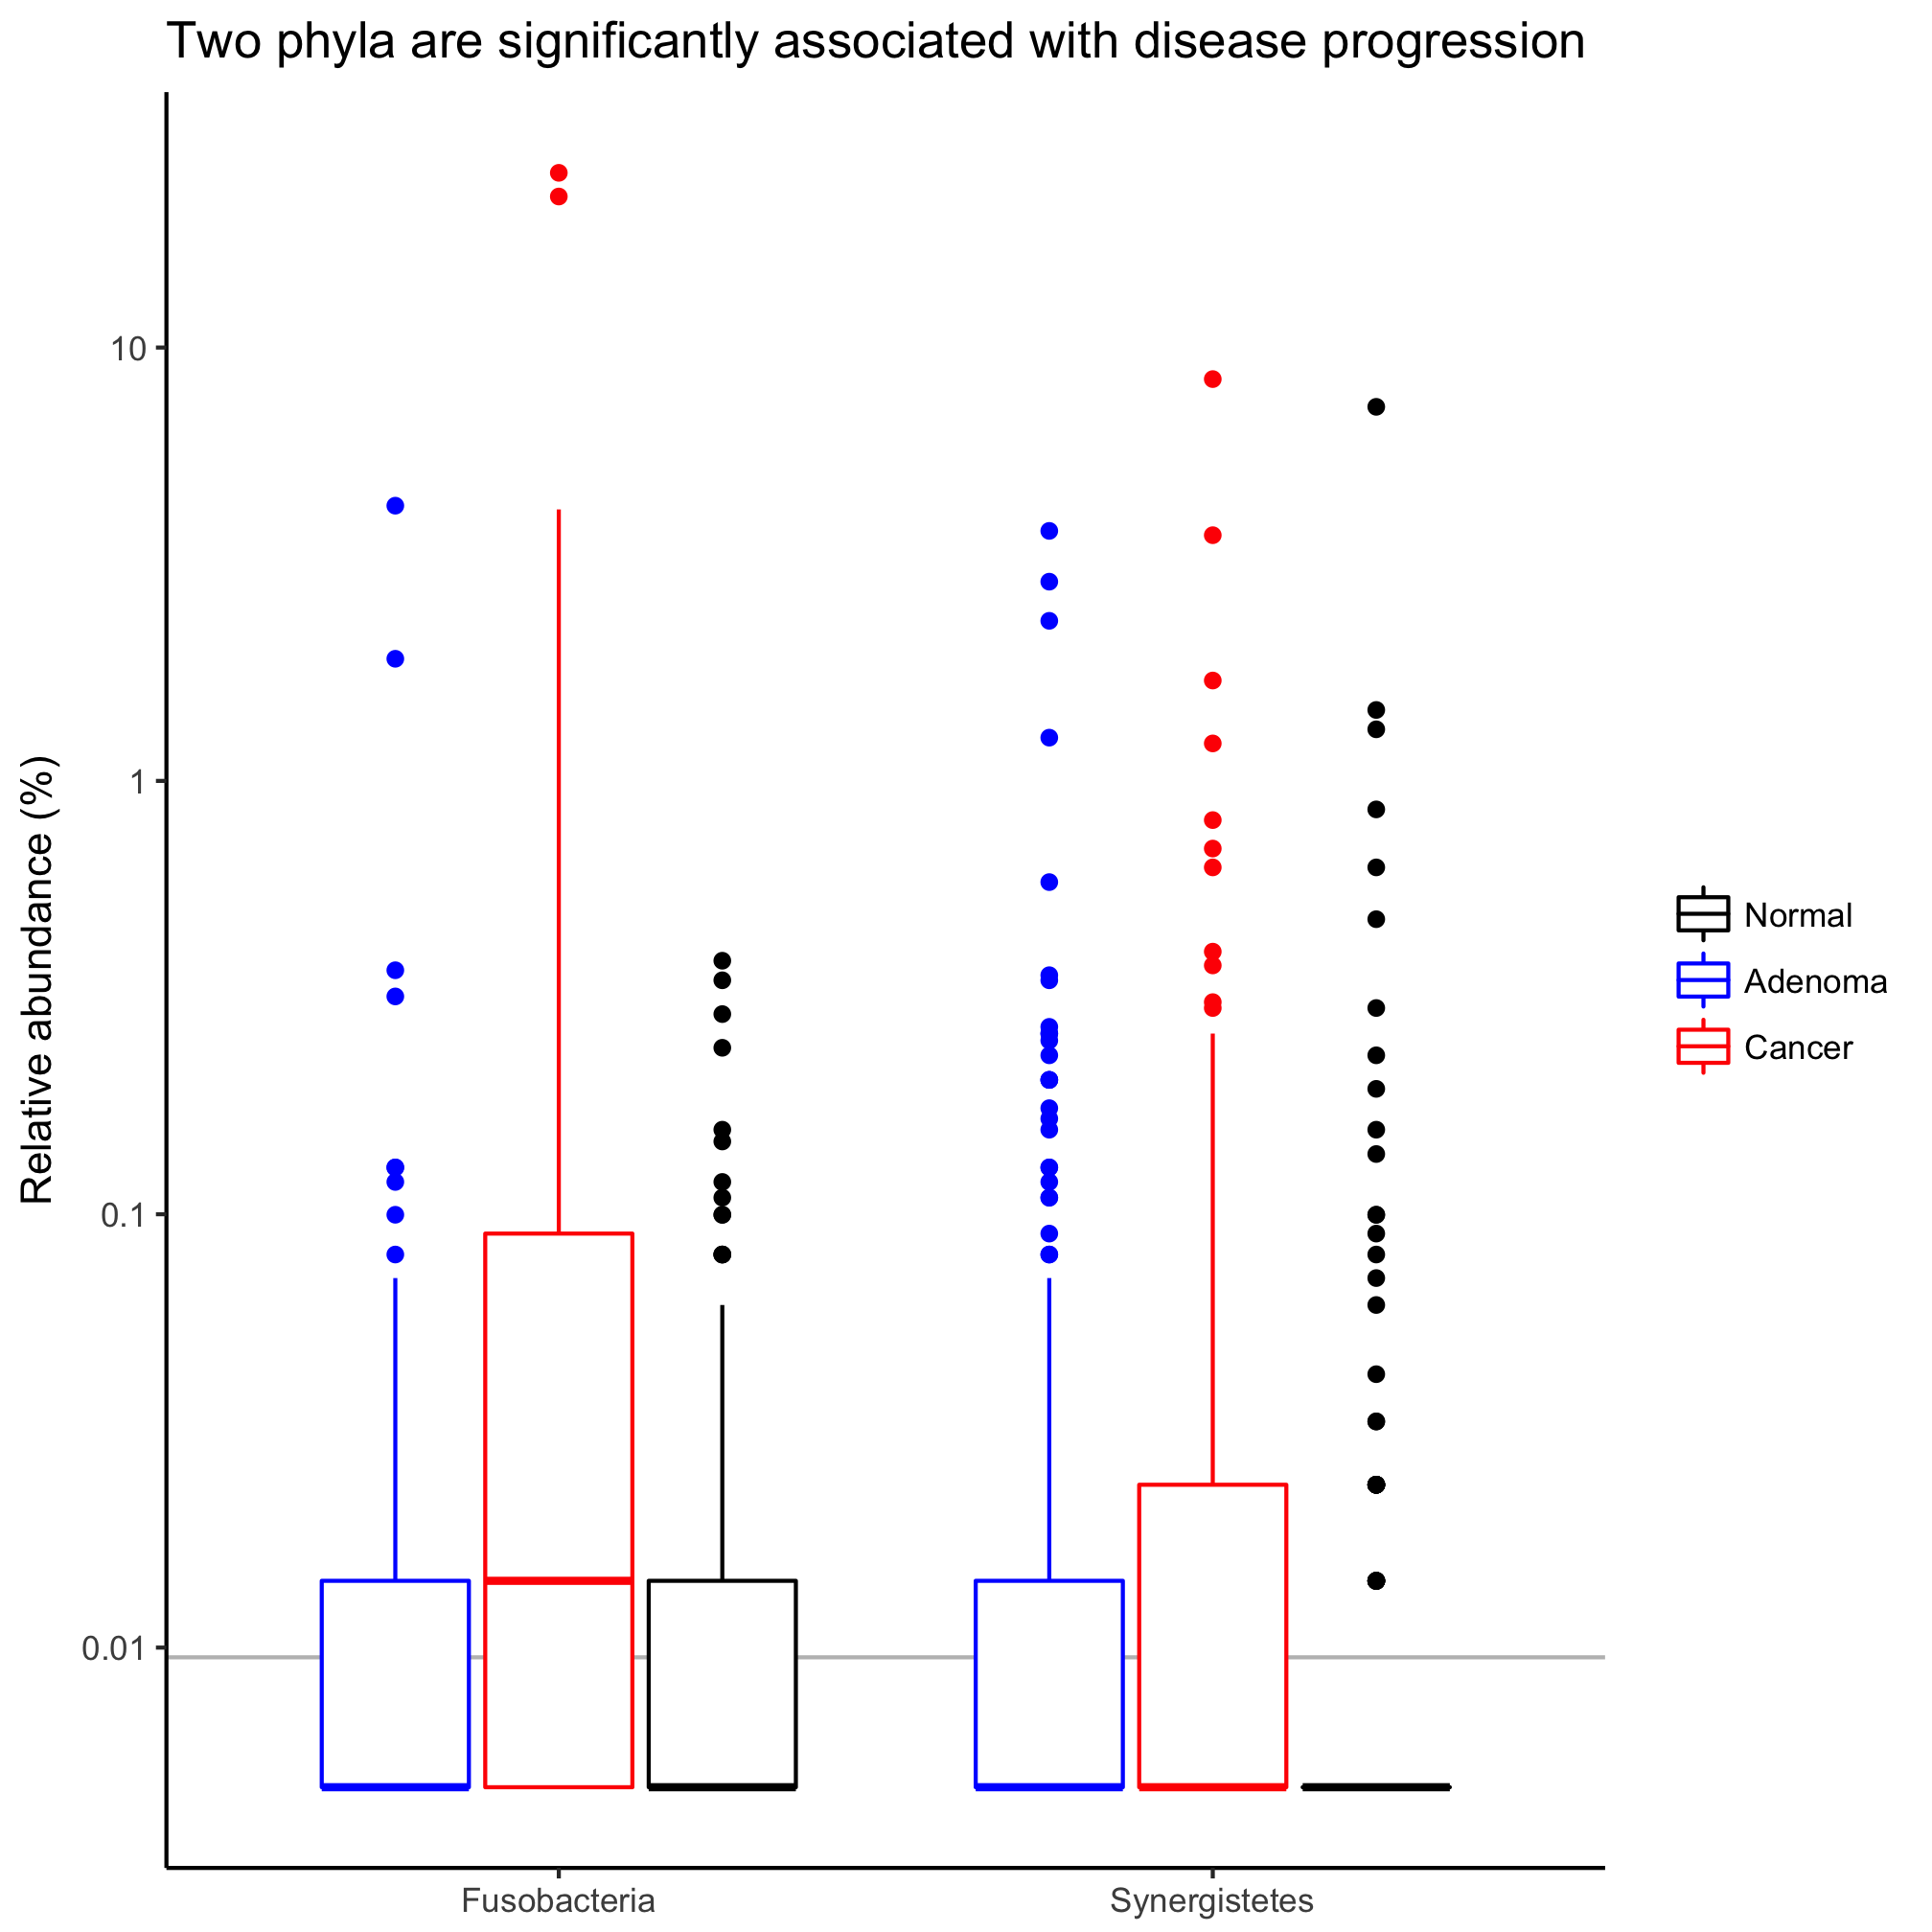 Two phyla are significantly associated with disease progression
Relative abundance (%)
10
1
0.1
0.01
Fusobacteria
Synergistetes
Normal
Adenoma
Cancer